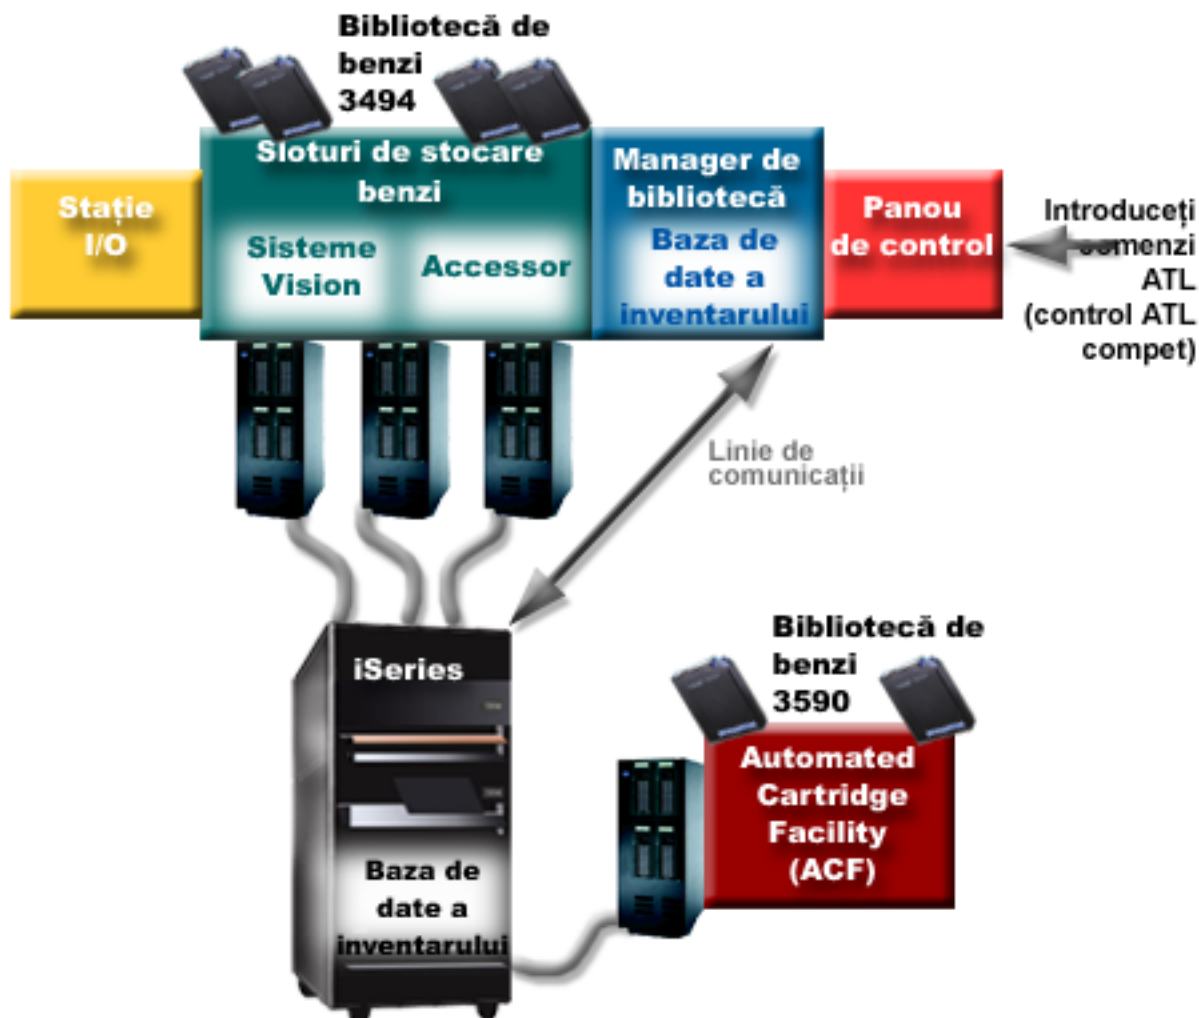 Bibliotecă de
benzi
3494
Sloturi de stocare
benzi
Manager de
bibliotecă
Stație
I/O
Sisteme
Vision
Accessor
Baza de
date a
inventarului
Panou
de control
Introduceți
comenzi
ATL
(control ATL
compet)
Linie de
comunicații
iSeries
Baza de
date a
inventarului
Bibliotecă de
benzi
3590
Automated
Cartridge
Facility
(ACF)